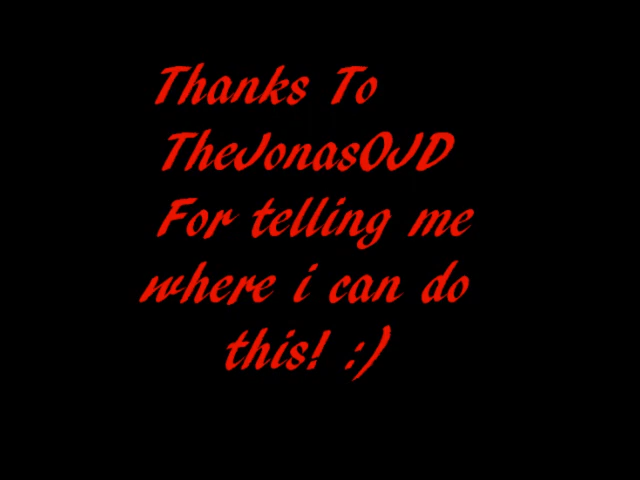 Thanks To
TheJonasOJD
For telling me
where i can do
this! :)